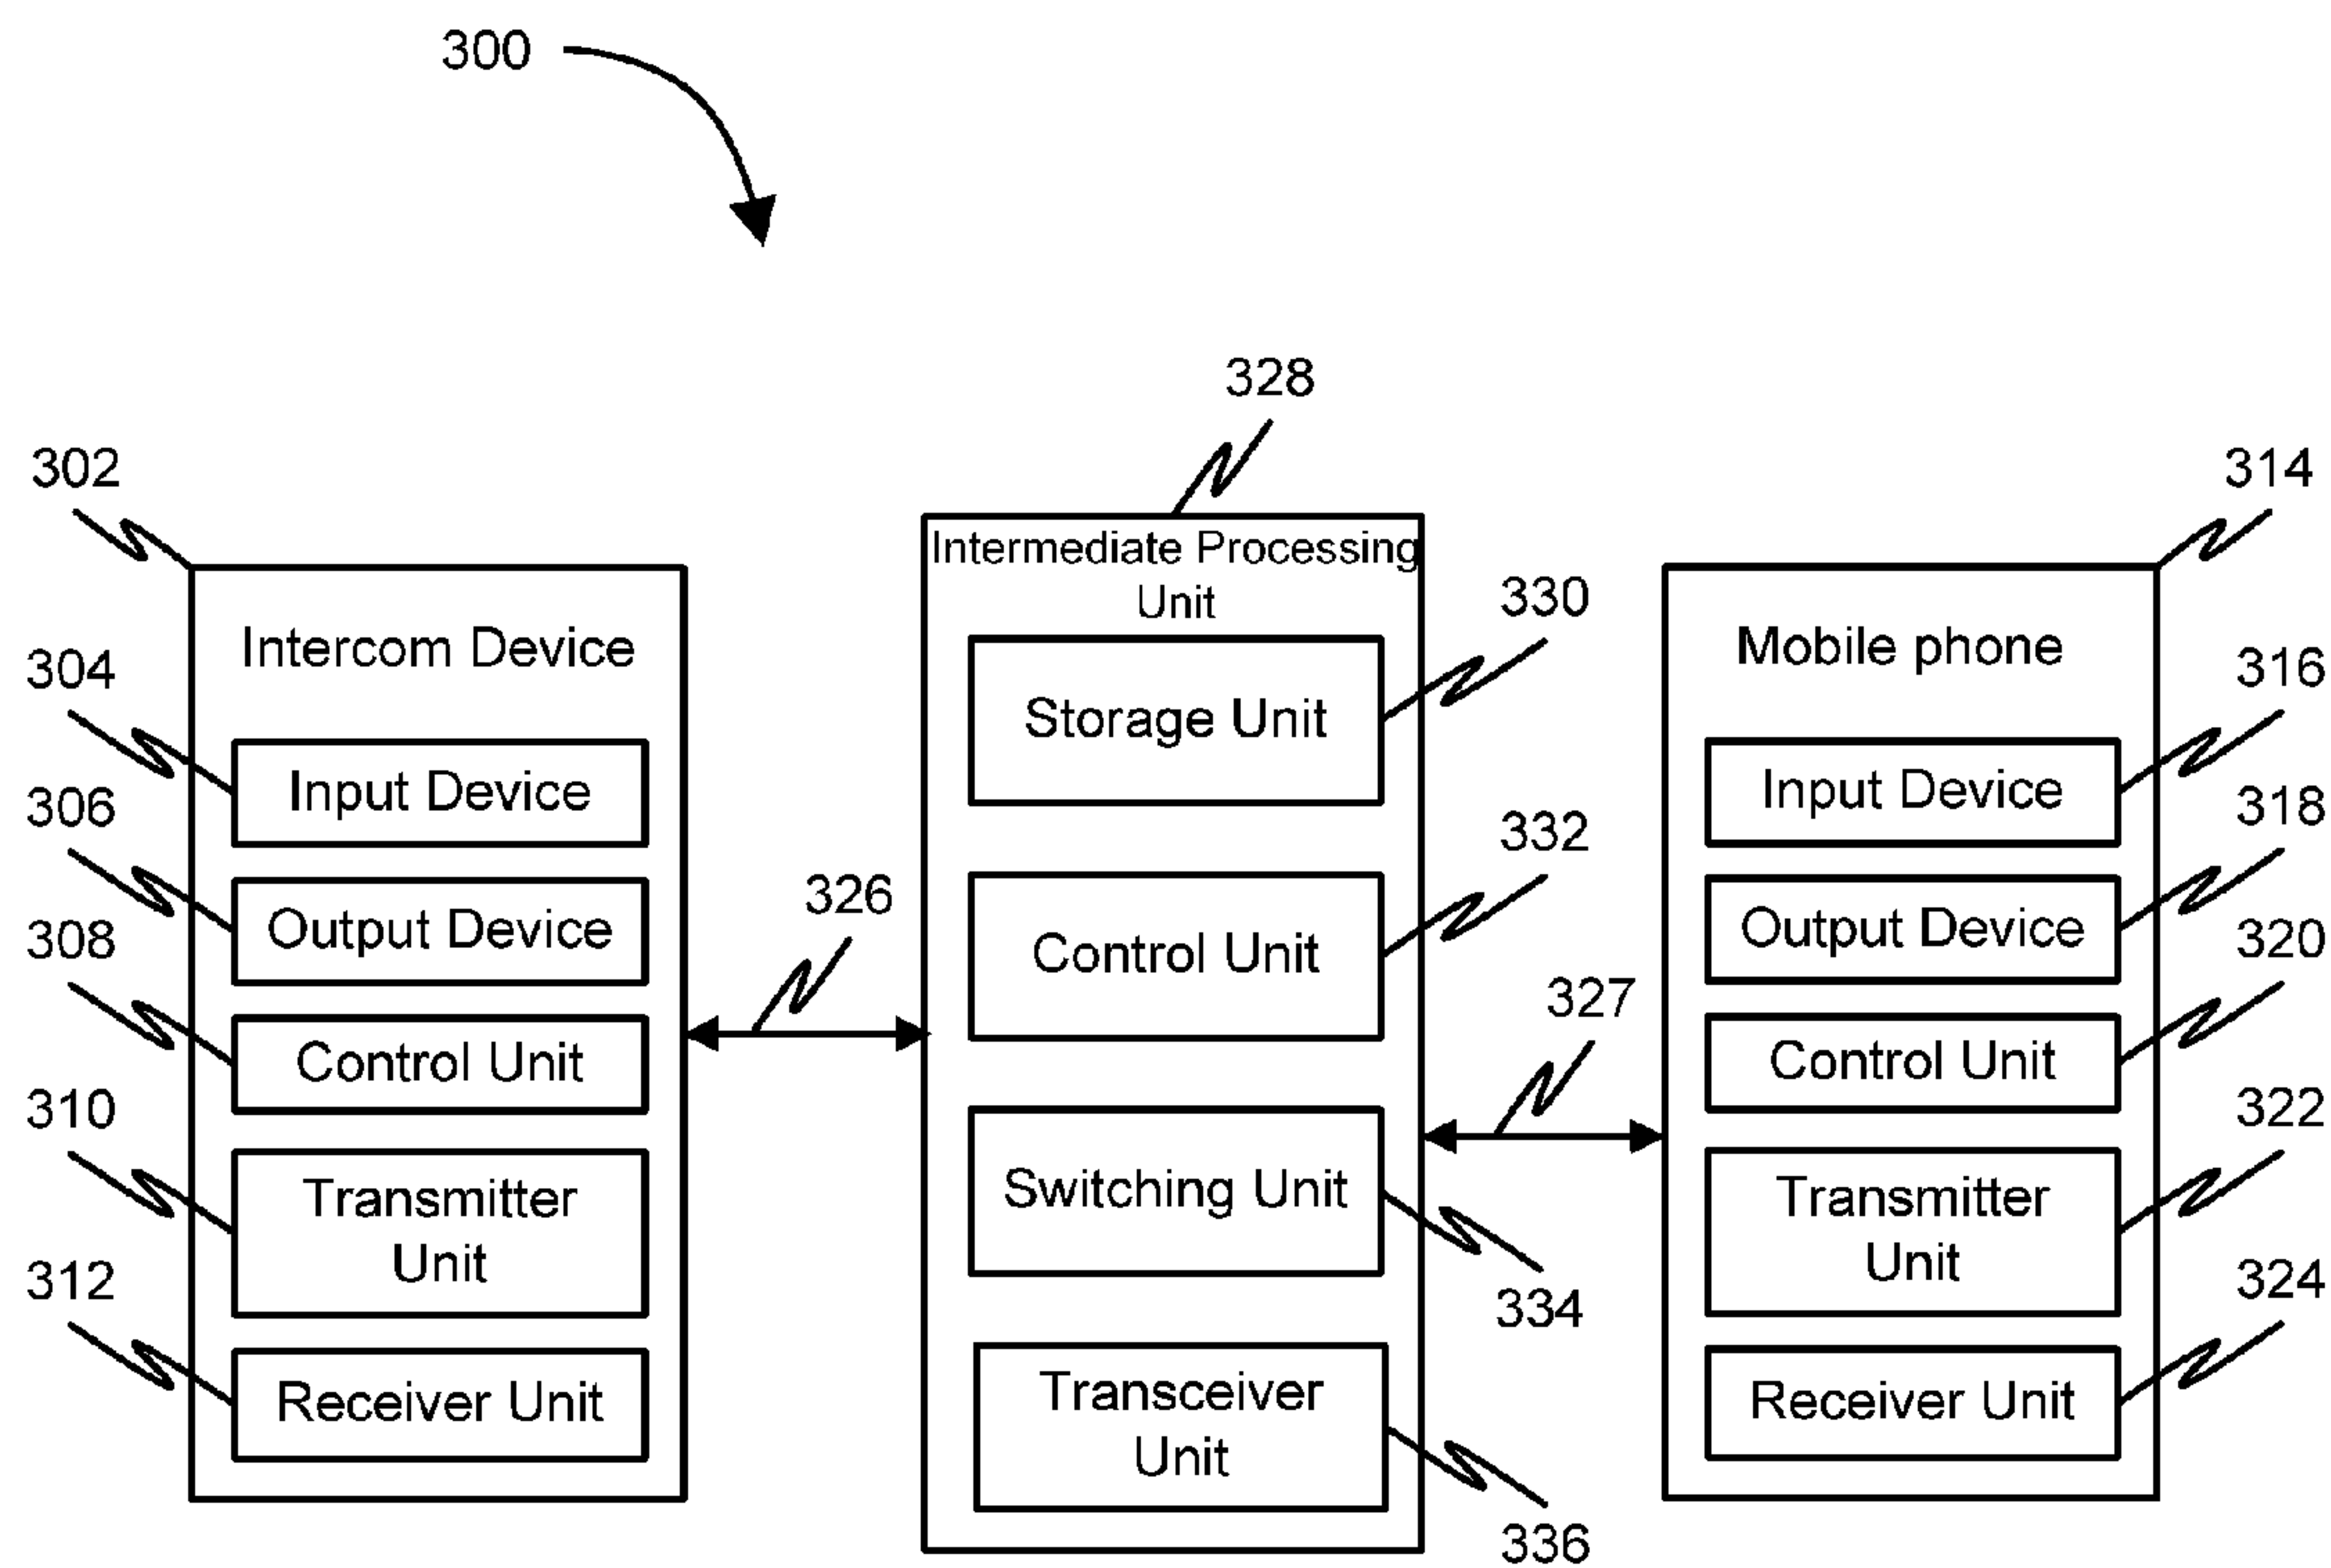 300
328
302
314
Intermediate Processing
Unit
330
Intercom Device
Mobile phone
304
316
Storage Unit
Input Device
Input Device
306
318
332
326
Output Device
Output Device
308
320
Control Unit
327
Control Unit
Control Unit
310
322
Switching Unit
Transmitter
Unit
Transmitter
Unit
312
324
334
Transceiver
Unit
Receiver Unit
Receiver Unit
336